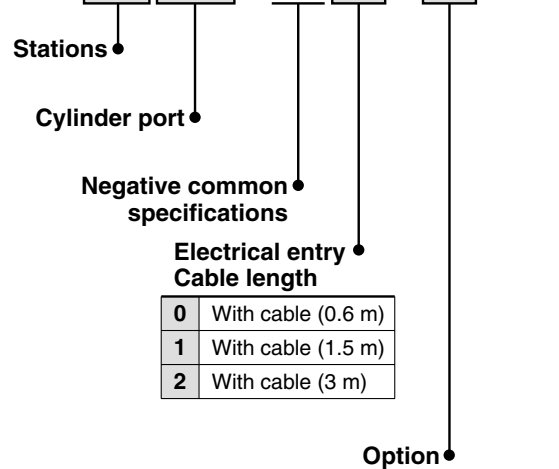 Stations
Cylinder port
Negative common
specifications
Electrical entry
Cable length
0 With cable (0.6 m)
1 With cable (1.5 m)
2 With cable (3 m)
Option